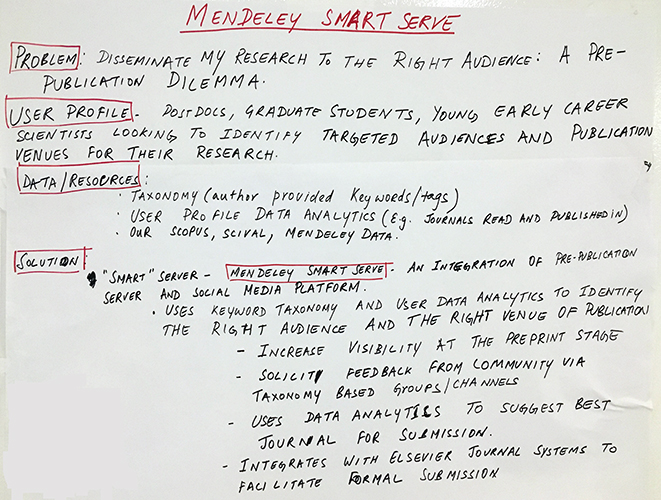 MENDELEY SMART SERVE
PROBLEM: DISSEMINATE MY RESEARCH TO THE RIGHT AUDIENCE: A PRE-
PUBLICATION DILEMMA.
USER PROFILE - POSTDOCS, GRADUATE STUDENTS, YOUNG EARLY CAREER
SCIENTISTS LOOKING TO IDENTIFY TARGETED AUDIENCES AND PUBLICATION
VENUES FOR THEIR RESEARCH.
DATA/RESOURCES:
· TAXONOMY (author provided keywords/tags)
· USER PROFILE DATA ANALYTICS (E.g. JOURNALS READ AND PUBLISHED IN)
· OUR SCOPUS, SCIVAL, MENDELEY DATA.
SOLUTION:
"SMART" SERVER - MENDELEY SMART SERVE - AN INTEGRATION OF PRE-PUBLICATION
SERVER AND SOCIAL MEDIA PLATFORM.
· USES KEYWORD TAXONOMY AND USER DATA ANALYTICS TO IDENTIFY
THE RIGHT AUDIENCE AND THE RIGHT VENUE OF PUBLICATION
- INCREASE VISIBILITY AT THE PREPRINT STAGE
- SOLICIT FEEDBACK FROM COMMUNITY VIA
TAXONOMY BASED GROUPS/CHANNELS
- USES DATA ANALYTICS TO SUGGEST BEST
JOURNAL FOR SUBMISSION.
- INTEGRATES WITH ELSEVIER JOURNAL SYSTEMS TO
FACILITATE FORMAL SUBMISSION